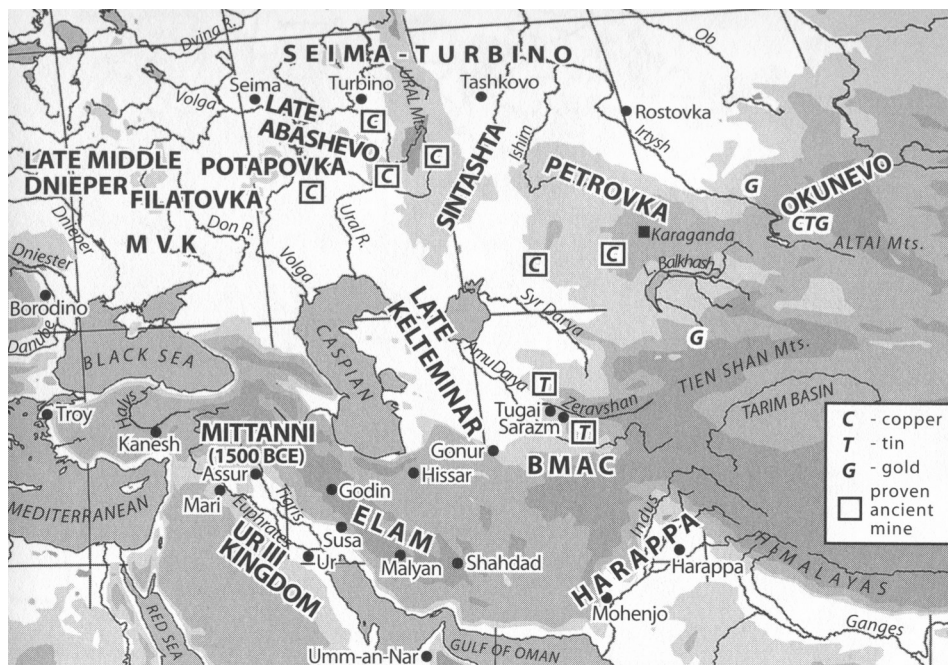 Dvina R.
SEIMA - TURBINO
Ob
Seima
Turbino
URAL Mts.
Tashkovo
Volga
LATE
ABASHEVO
C
Rostovka
Irtysh
Ishim
LATE MIDDLE
DNIEPER
POTAPOVKA
C
C
C
SINTASHTA
PETROVKA
G
OKUNEVO
CTG
FILATOVKA
Dnieper
Don R.
Ural R.
MVK
Karaganda
ALTAI Mts.
Dniester
Volga
C
C
L. Balkhash
Borodino
Danube
Syr Darya
G
BLACK SEA
CASPIAN
LATE
KELTEMINAR
Amu Darya
TIEN SHAN Mts.
T
Zeravshan
TARIM BASIN
Troy
Halys
Kanesh
Tugai
Sarazm
T
C - copper
T - tin
G - gold
proven
ancient
mine
MITTANNI
(1500 BCE)
Gonur
BMAC
Assur
Hissar
Mari
Godin
Tigris
Euphrates
MEDITERRANEAN
ELAM
Indus
Susa
UR III
KINGDOM
Ur
Malyan
Shahdad
HARAPPA
Harappa
HIMALAYAS
Mohenjo
RED SEA
Ganges
GULF OF OMAN
Umm-an-Nar